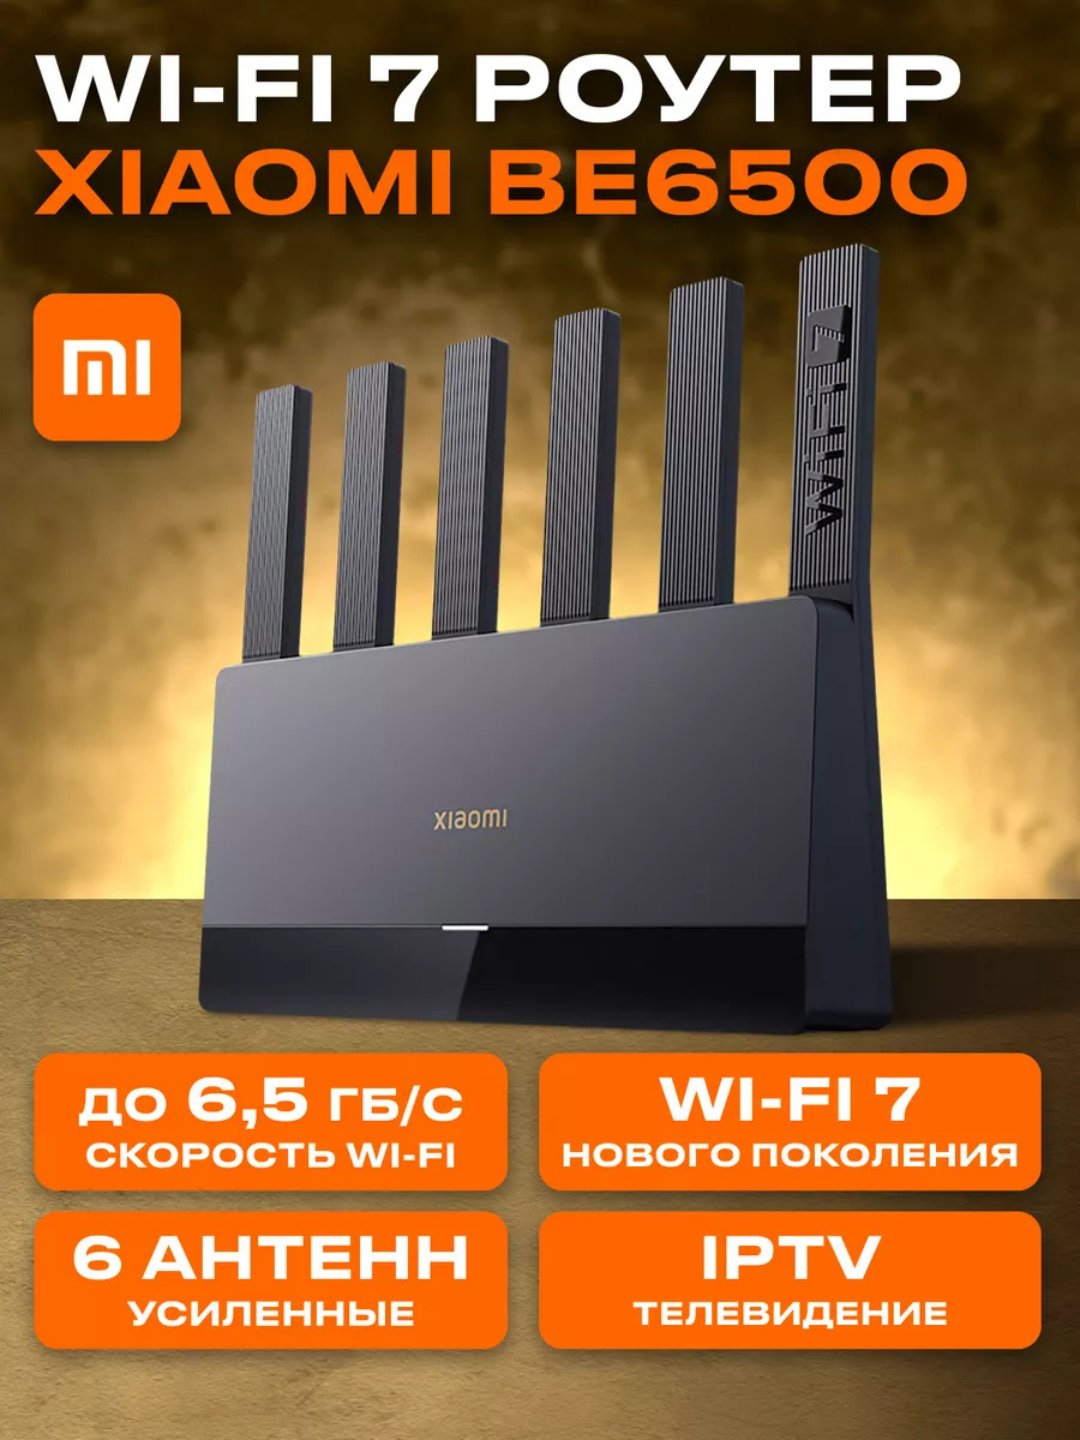 WI-FI 7 РОУТЕР
XIAOMI BE6500
WIFI 7
xiaomi
ДО 6,5 ГБ/С
СКОРОСТЬ WI-FI
WI-FI 7
НОВОГО ПОКОЛЕНИЯ
6 АНТЕНН
УСИЛЕННЫЕ
IPTV
ТЕЛЕВИДЕНИЕ